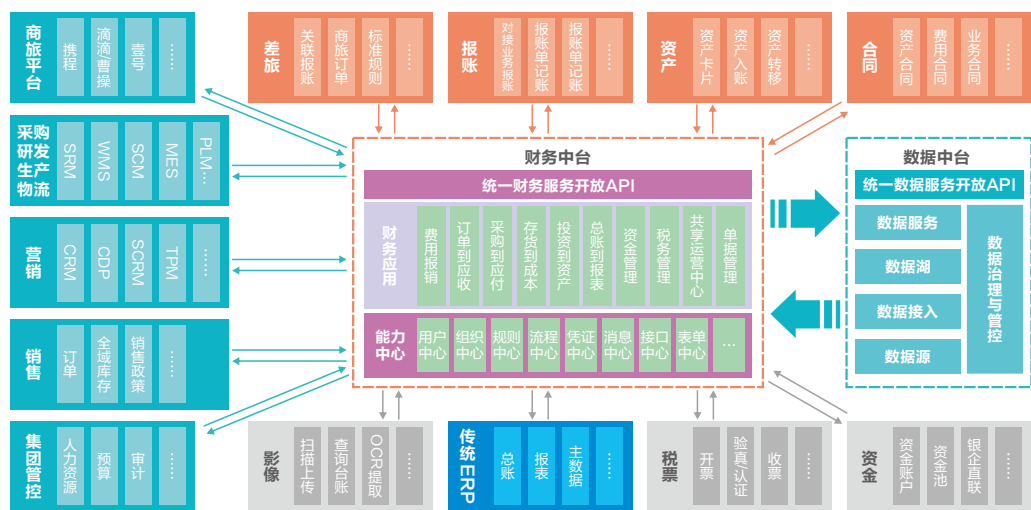 商旅平台
携程
滴滴/曹操
壹号
……
差旅
关联报账
商旅订单
标准规则
……
报账
对接业务报账
报账单记账
报账单记账
……
资产
资产卡片
资产入账
资产转移
……
合同
资产合同
费用合同
业务合同
……
采购
研发
生产
物流
SRM
WMS
SCM
MES
PLM…
营销
CRM
CDP
SCRM
TPM
……
销售
订单
全域库存
销售政策
……
集团管控
人力资源
预算
审计
……
财务中台
统一财务服务开放API
财务应用
费用报销
订单到应收
采购到应付
存货到成本
投资到资产
总账到报表
资金管理
税务管理
共享运营中心
单据管理
能力中心
用户中心
组织中心
规则中心
流程中心
凭证中心
消息中心
接口中心
表单中心
…
数据中台
统一数据服务开放API
数据服务
数据湖
数据接入
数据源
数据治理与管控
影像
扫描上传
查询台账
OCR提取
……
传统ERP
总账
报表
主数据
……
税票
开票
验真/认证
收票
……
资金
资金账户
资金池
银企直联
……